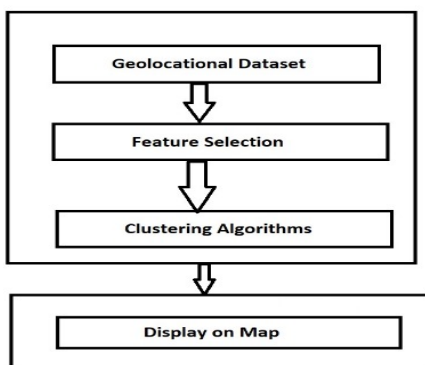 Geolocational Dataset
Feature Selection
Clustering Algorithms
Display on Map